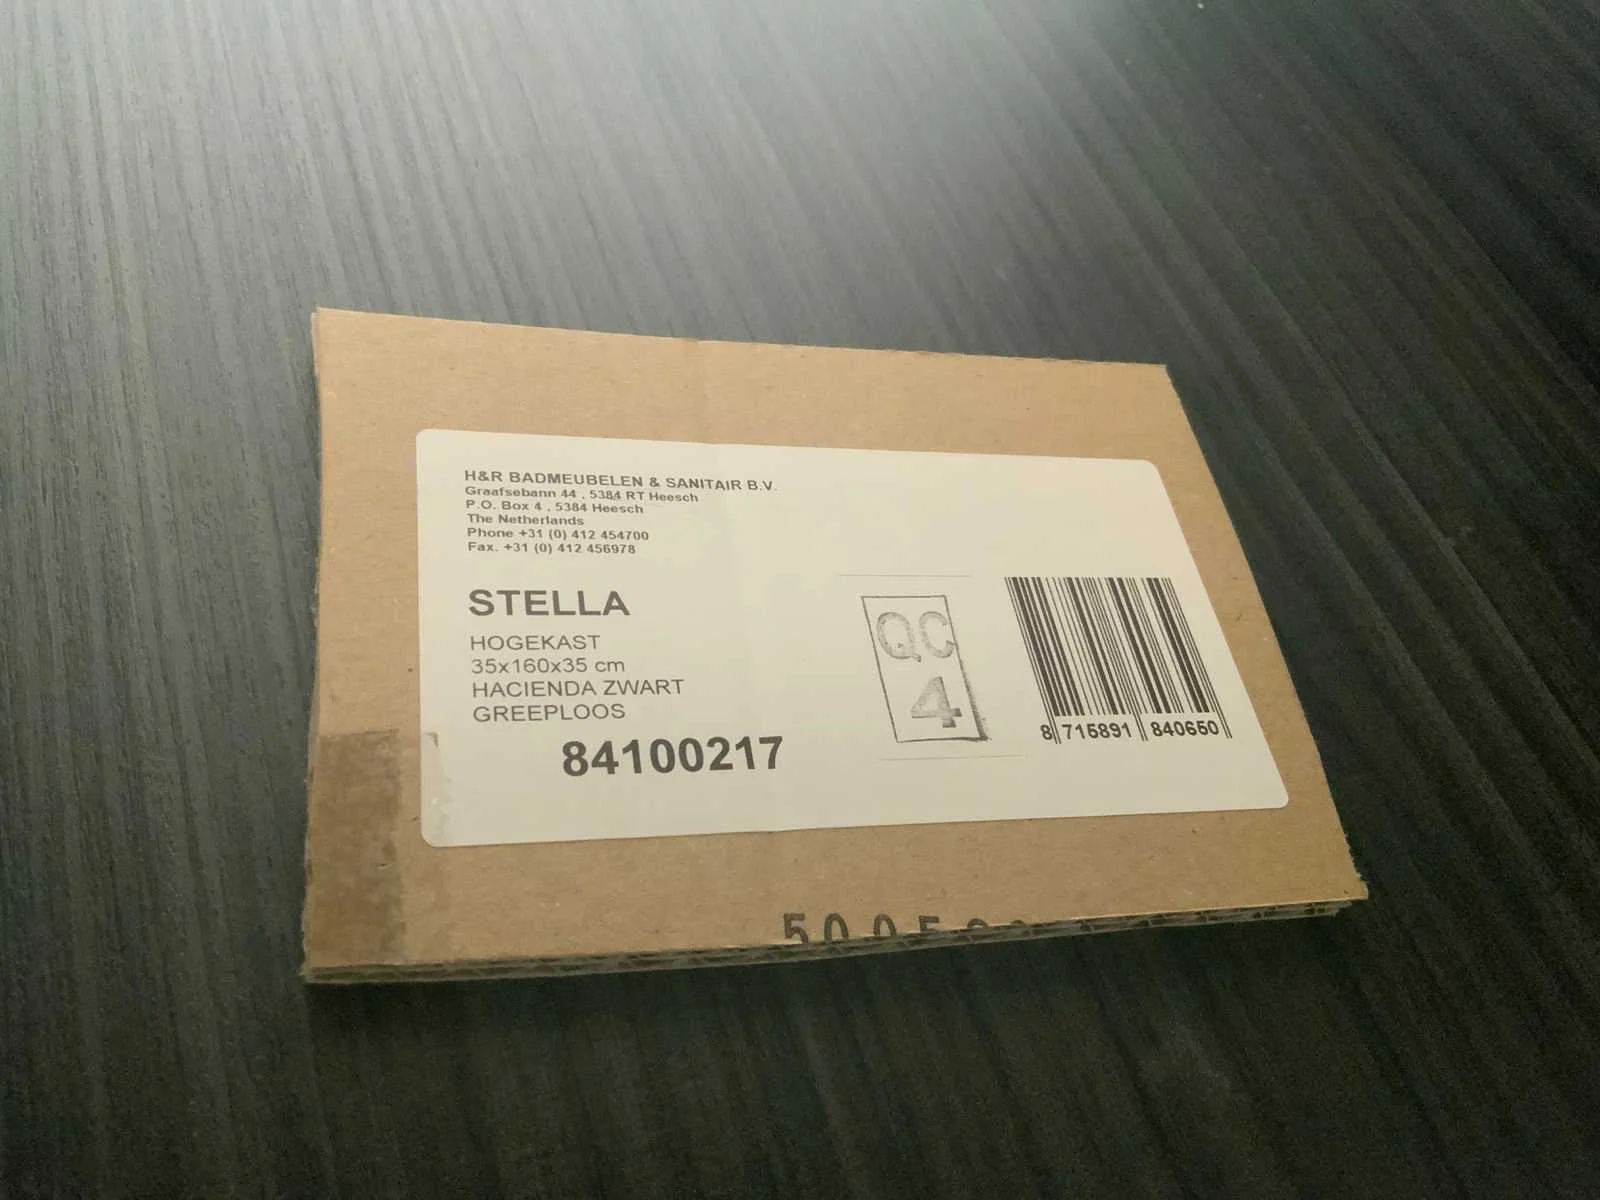 H&R BADMEUBELEN & SANITAIR B.V.
Graafsebann 44 , 5384 RT Heesch
P.O. Box 4 , 5384 Heesch
The Netherlands
Phone +31 (0) 412 454700
Fax. +31 (0) 412 456978
STELLA
HOGEKAST
35x160x35 cm
HACIENDA ZWART
GREEPLOOS
84100217
QC
4
8 715891 840650